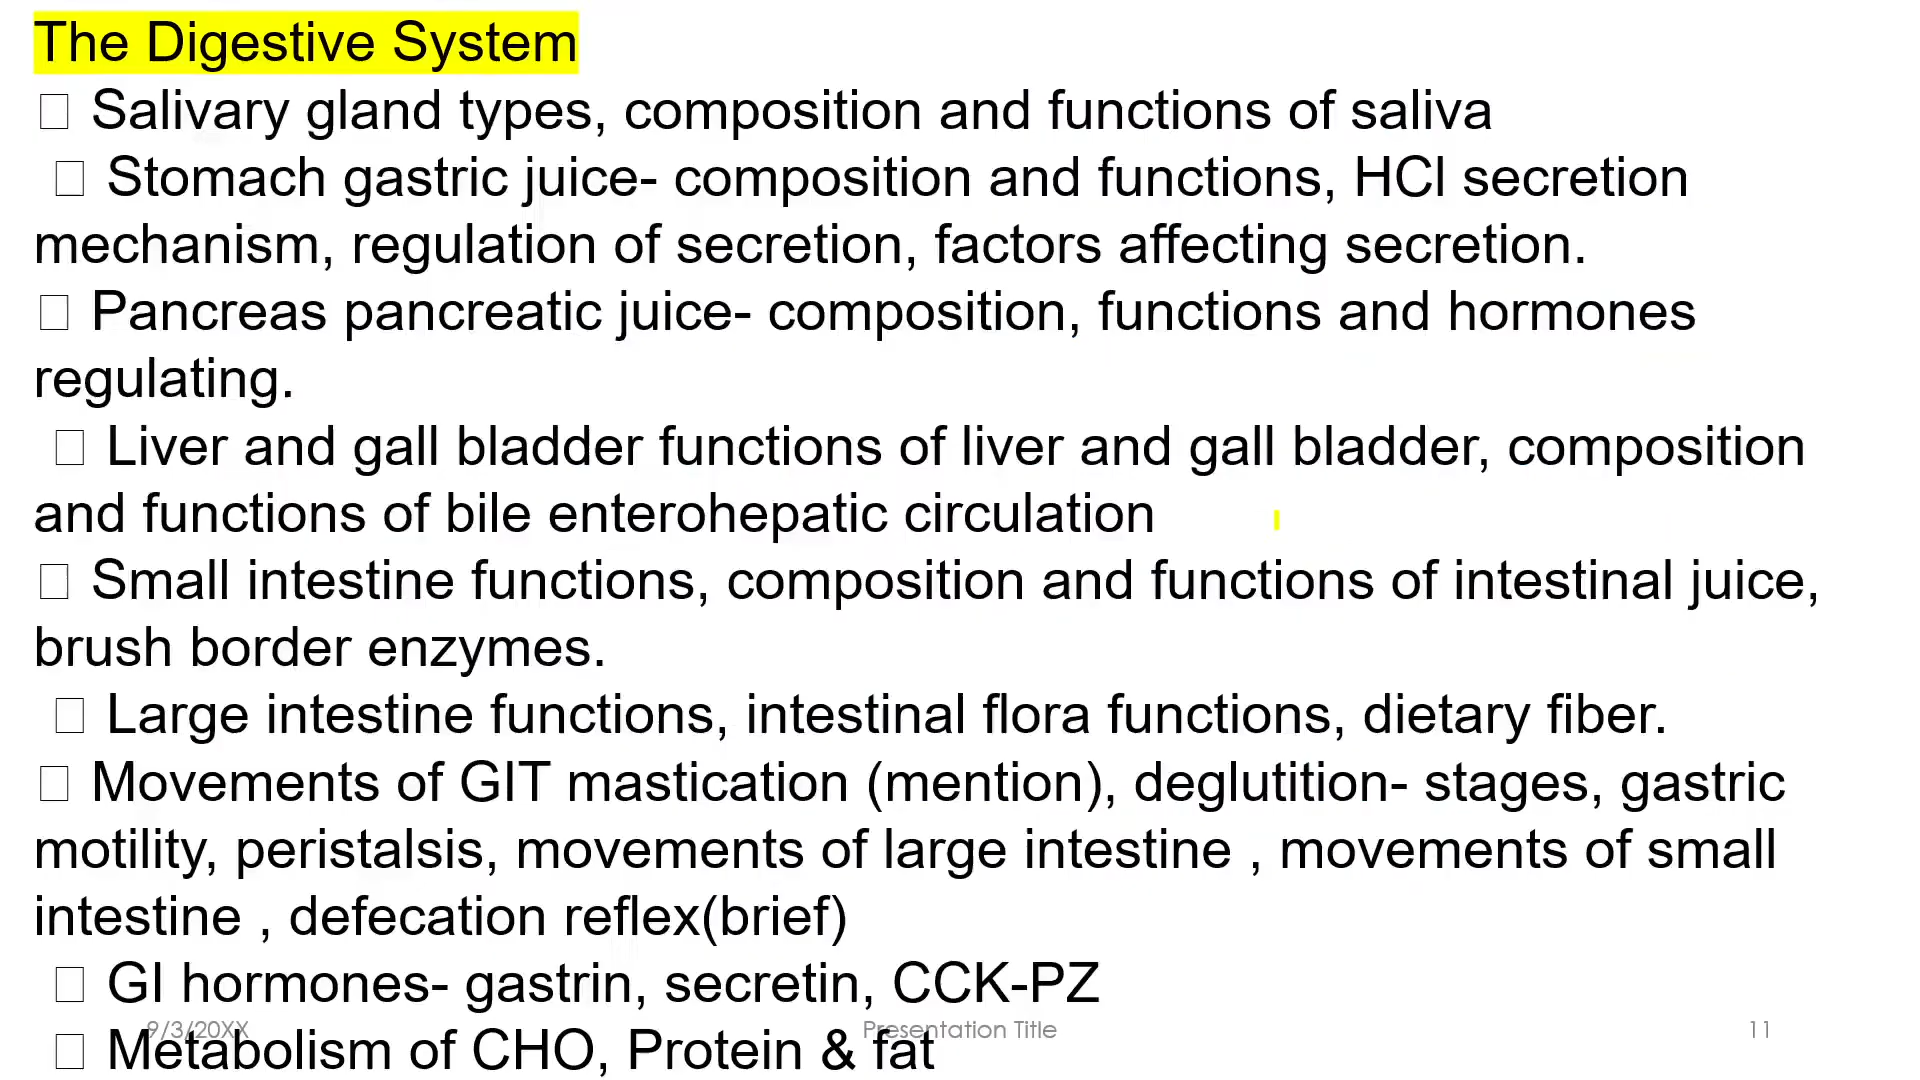 The Digestive System
□ Salivary gland types, composition and functions of saliva
□ Stomach gastric juice- composition and functions, HCl secretion
mechanism, regulation of secretion, factors affecting secretion.
□ Pancreas pancreatic juice- composition, functions and hormones
regulating.
□ Liver and gall bladder functions of liver and gall bladder, composition
and functions of bile enterohepatic circulation
□ Small intestine functions, composition and functions of intestinal juice,
brush border enzymes.
□ Large intestine functions, intestinal flora functions, dietary fiber.
□ Movements of GIT mastication (mention), deglutition- stages, gastric
motility, peristalsis, movements of large intestine , movements of small
intestine , defecation reflex(brief)
□ GI hormones- gastrin, secretin, CCK-PZ
9/3/20XX Presentation Title 11
□ Metabolism of CHO, Protein & fat